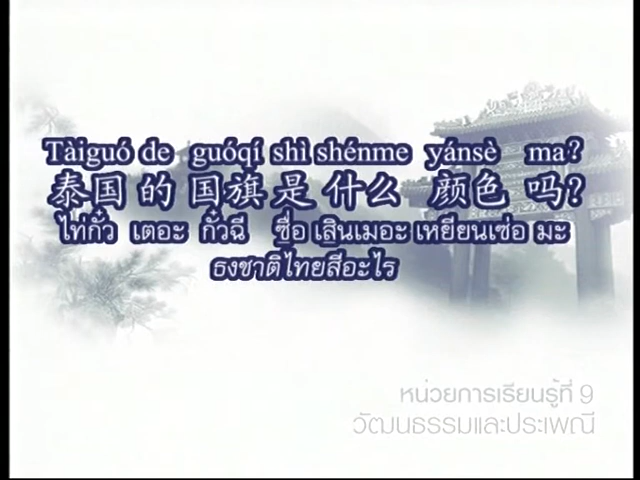 Tàiguó de guóqí shì shénme yánsè ma?
泰国的国旗是什么颜色吗?
ไท่กั๋ว เตอะ กั๋วฉี ซื่อ เสินเมอะ เหยียนเซ่อ มะ
ธงชาติไทยสีอะไร
หน่วยการเรียนรู้ที่ 9
วัฒนธรรมและประเพณี